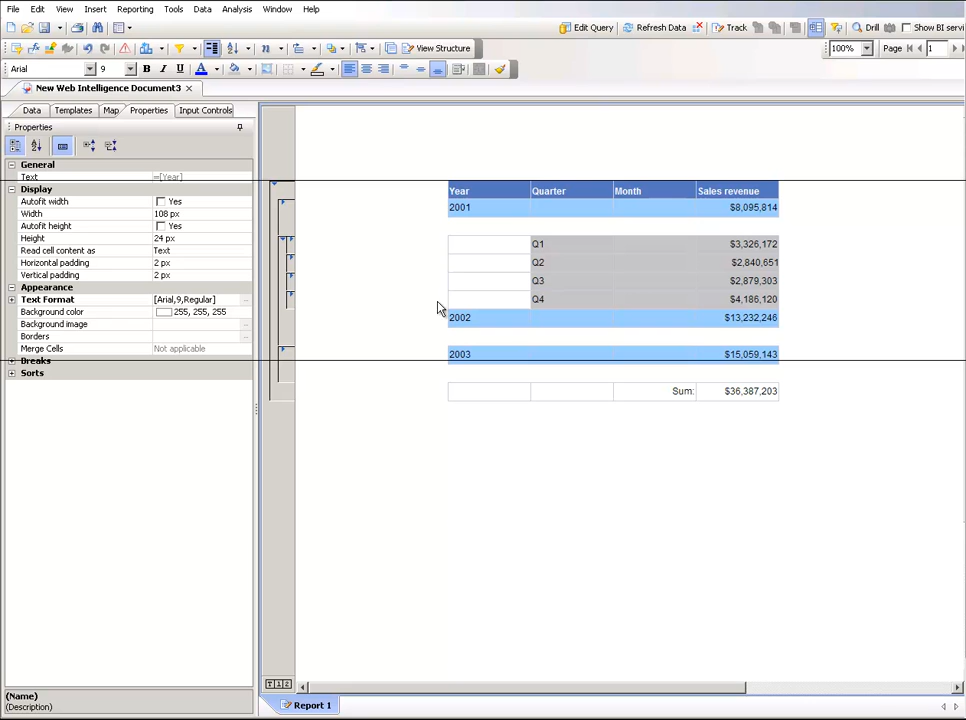 File Edit View Insert Reporting Tools Data Analysis Window Help
Edit Query Refresh Data Track Drill Show BI servi
View Structure 100% Page 1
Arial 9 B I U A
New Web Intelligence Document3
Data Templates Map Properties Input Controls
Properties
General
Text =[Year]
Display
Autofit width Yes
Width 108 px
Autofit height Yes
Height 24 px
Read cell content as Text
Horizontal padding 2 px
Vertical padding 2 px
Appearance
Text Format [Arial,9,Regular] ...
Background color 255, 255, 255
Background image
Borders
Merge Cells Not applicable
Breaks
Sorts
(Name)
(Description)
Year Quarter Month Sales revenue
2001 $8,095,814
Q1 $3,326,172
Q2 $2,840,651
Q3 $2,879,303
Q4 $4,186,120
2002 $13,232,246
2003 $15,059,143
Sum: $36,387,203
Report 1